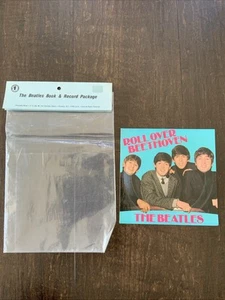 The Beatles Book & Record Package
ROLL OVER
BEETHOVEN
THE BEATLES